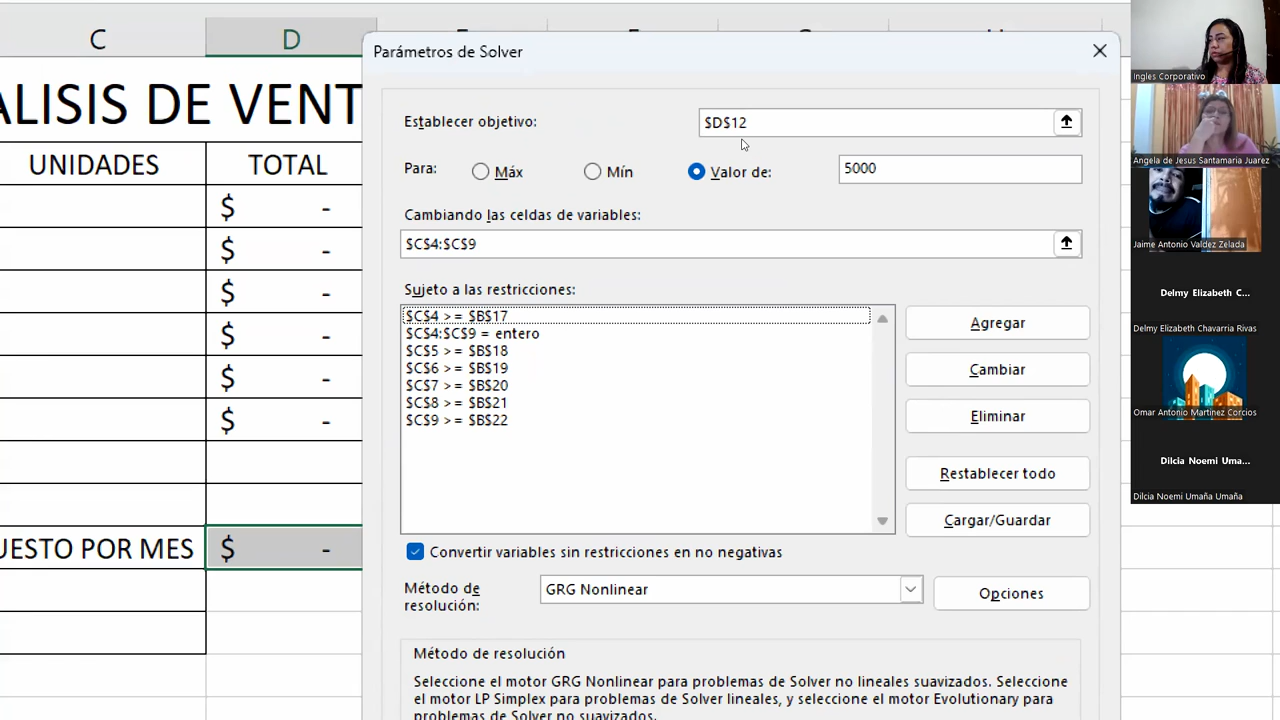 C
D
ALISIS DE VENT
UNIDADES
TOTAL
$ -
$ -
$ -
$ -
$ -
$ -
UESTO POR MES
$ -
Parámetros de Solver
Establecer objetivo:
$D$12
Para:
Máx
Mín
Valor de:
5000
Cambiando las celdas de variables:
$C$4:$C$9
Sujeto a las restricciones:
$C$4 >= $B$17
$C$4:$C$9 = entero
$C$5 >= $B$18
$C$6 >= $B$19
$C$7 >= $B$20
$C$8 >= $B$21
$C$9 >= $B$22
Agregar
Cambiar
Eliminar
Restablecer todo
Cargar/Guardar
Convertir variables sin restricciones en no negativas
Método de
resolución:
GRG Nonlinear
Opciones
Método de resolución
Seleccione el motor GRG Nonlinear para problemas de Solver no lineales suavizados. Seleccione
el motor LP Simplex para problemas de Solver lineales, y seleccione el motor Evolutionary para
problemas de Solver no suavizados.
Ingles Corporativo
Angela de Jesus Santamaria Juarez
Jaime Antonio Valdez Zelada
Delmy Elizabeth C...
Delmy Elizabeth Chavarria Rivas
Omar Antonio Martinez Corcios
Dilcia Noemi Uma...
Dilcia Noemi Umaña Umaña